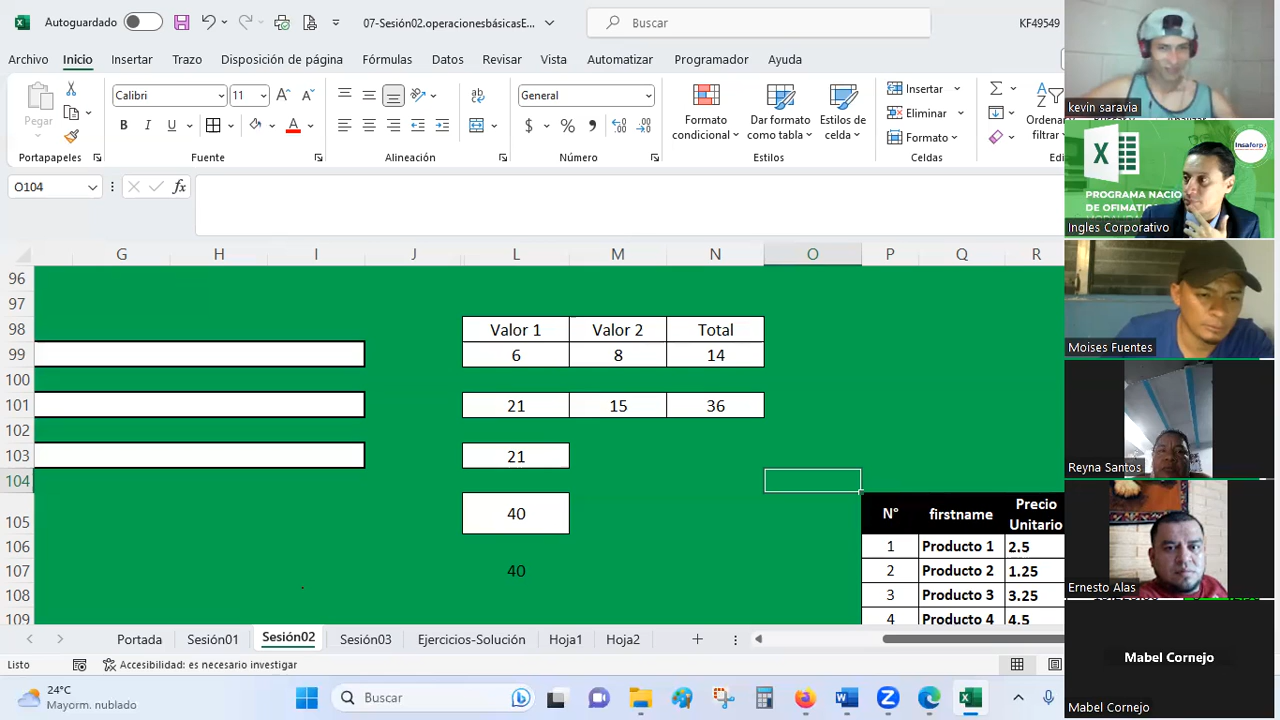 Autoguardado
07-Sesión02.operacionesbásicasE...
Buscar
KF49549
Archivo Inicio Insertar Trazo Disposición de página Fórmulas Datos Revisar Vista Automatizar Programador Ayuda
Pegar
Calibri 11
General
Formato condicional
Dar formato como tabla
Estilos de celda
Insertar
Eliminar
Formato
Ordenar
filtrar
Portapapeles Fuente Alineación Número Estilos Celdas
O104
fx
G H I J L M N O P Q R
96
97
98 Valor 1 Valor 2 Total
99 6 8 14
100
101 21 15 36
102
103 21
104
105 40 N° firstname Precio Unitario
106 1 Producto 1 2.5
107 40 2 Producto 2 1.25
108 3 Producto 3 3.25
109 4 Producto 4 4.5
Portada Sesión01 Sesión02 Sesión03 Ejercicios-Solución Hoja1 Hoja2
Listo Accesibilidad: es necesario investigar
24°C
Mayorm. nublado
Buscar
kevin saravia
Insaforp
PROGRAMA NACIO
DE OFIMATIC
Ingles Corporativo
Moises Fuentes
Reyna Santos
Ernesto Alas
Mabel Cornejo
Mabel Cornejo